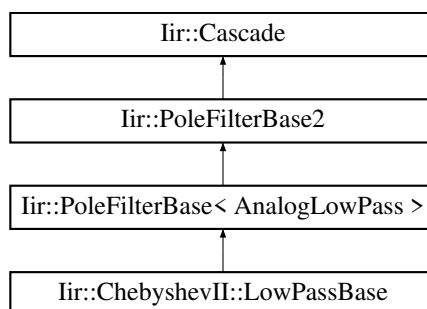 Iir::Cascade
Iir::PoleFilterBase2
Iir::PoleFilterBase< AnalogLowPass >
Iir::ChebyshevII::LowPassBase